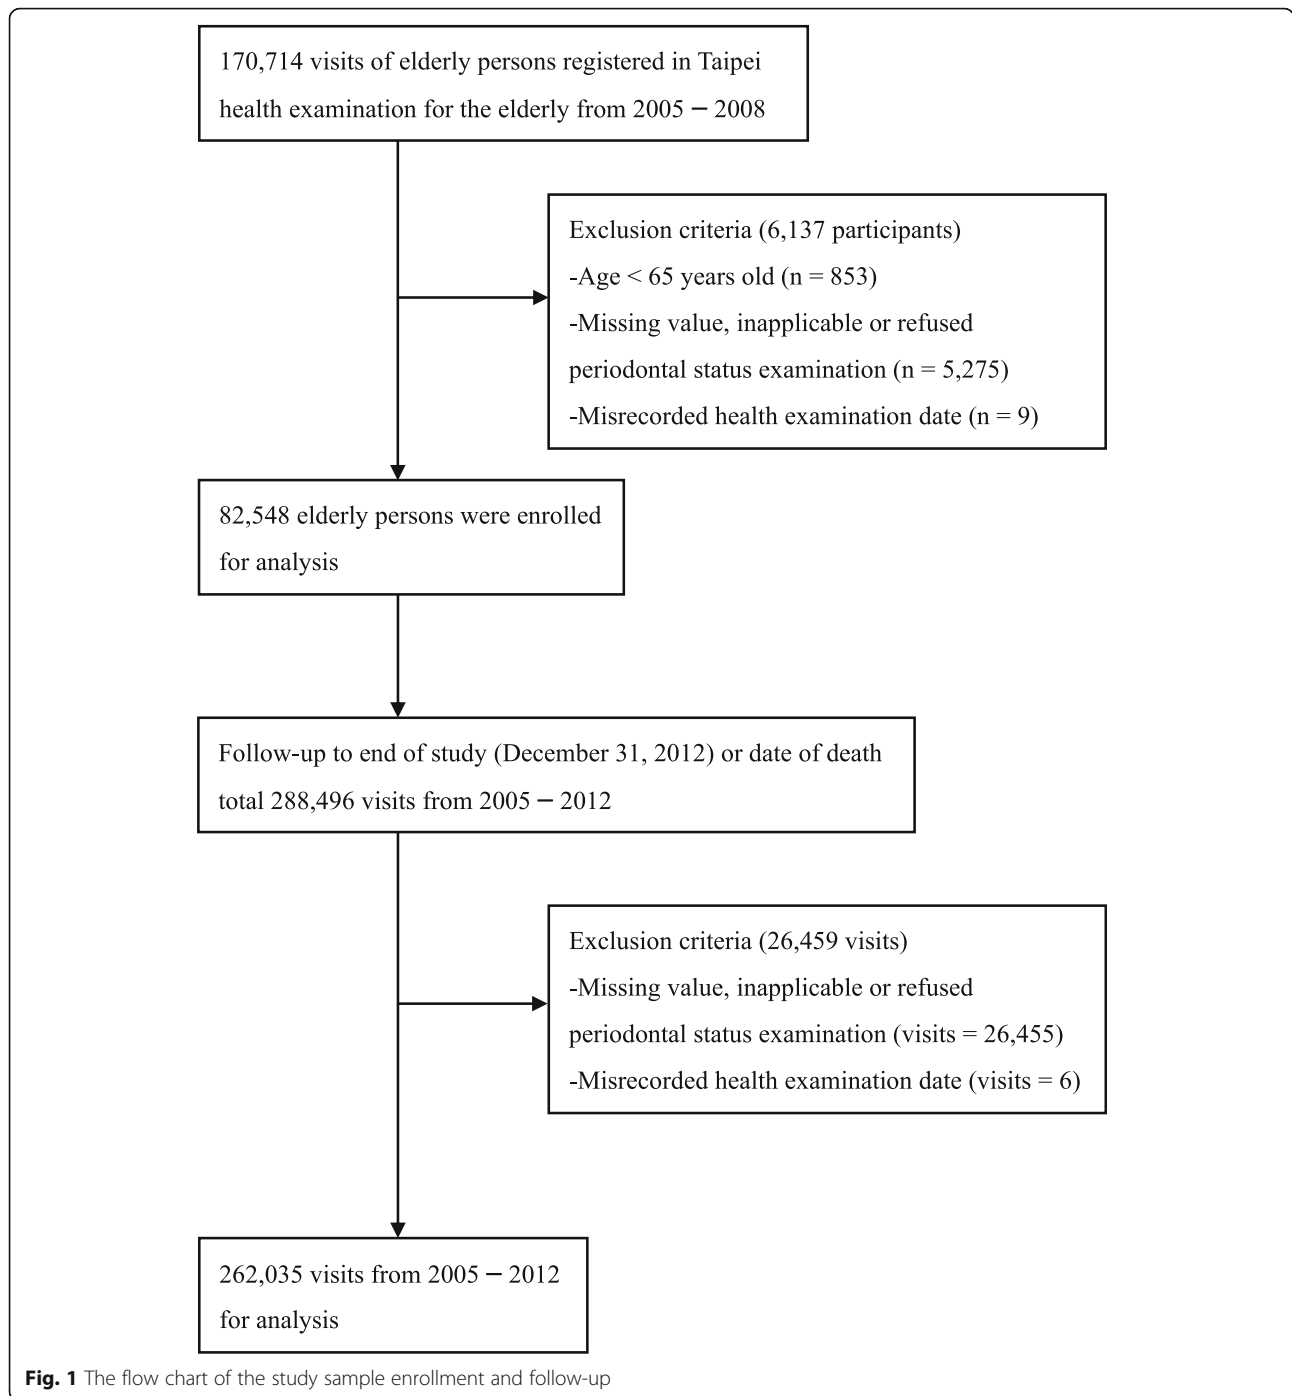 170,714 visits of elderly persons registered in Taipei
health examination for the elderly from 2005 − 2008
Exclusion criteria (6,137 participants)
-Age < 65 years old (n = 853)
-Missing value, inapplicable or refused
periodontal status examination (n = 5,275)
-Misrecorded health examination date (n = 9)
82,548 elderly persons were enrolled
for analysis
Follow-up to end of study (December 31, 2012) or date of death
total 288,496 visits from 2005 − 2012
Exclusion criteria (26,459 visits)
-Missing value, inapplicable or refused
periodontal status examination (visits = 26,455)
-Misrecorded health examination date (visits = 6)
262,035 visits from 2005 − 2012
for analysis
Fig. 1 The flow chart of the study sample enrollment and follow-up